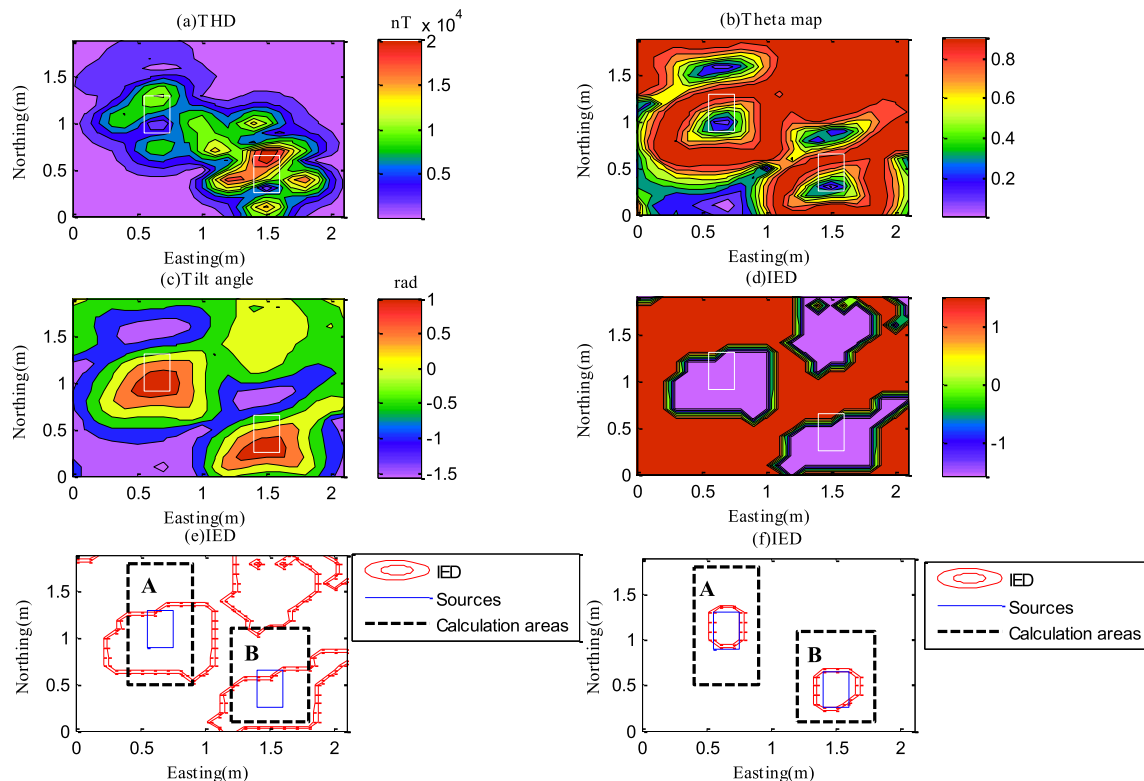 (a)THD
nT
x 10^4
Northing(m)
1.5
1
0.5
0
0 0.5 1 1.5 2
Easting(m)
2
1.5
1
0.5
0
(b)Theta map
Northing(m)
1.5
1
0.5
0
0 0.5 1 1.5 2
Easting(m)
0.8
0.6
0.4
0.2
(c)Tilt angle
rad
Northing(m)
1.5
1
0.5
0
0 0.5 1 1.5 2
Easting(m)
1
0.5
0
-0.5
-1
-1.5
(d)IED
Northing(m)
1.5
1
0.5
0
0 0.5 1 1.5 2
Easting(m)
1
0
-1
(e)IED
Northing(m)
1.5
1
0.5
0
A
B
0 0.5 1 1.5 2
Easting(m)
IED
Sources
Calculation areas
(f)IED
Northing(m)
1.5
1
0.5
0
A
B
0 0.5 1 1.5 2
Easting(m)
IED
Sources
Calculation areas